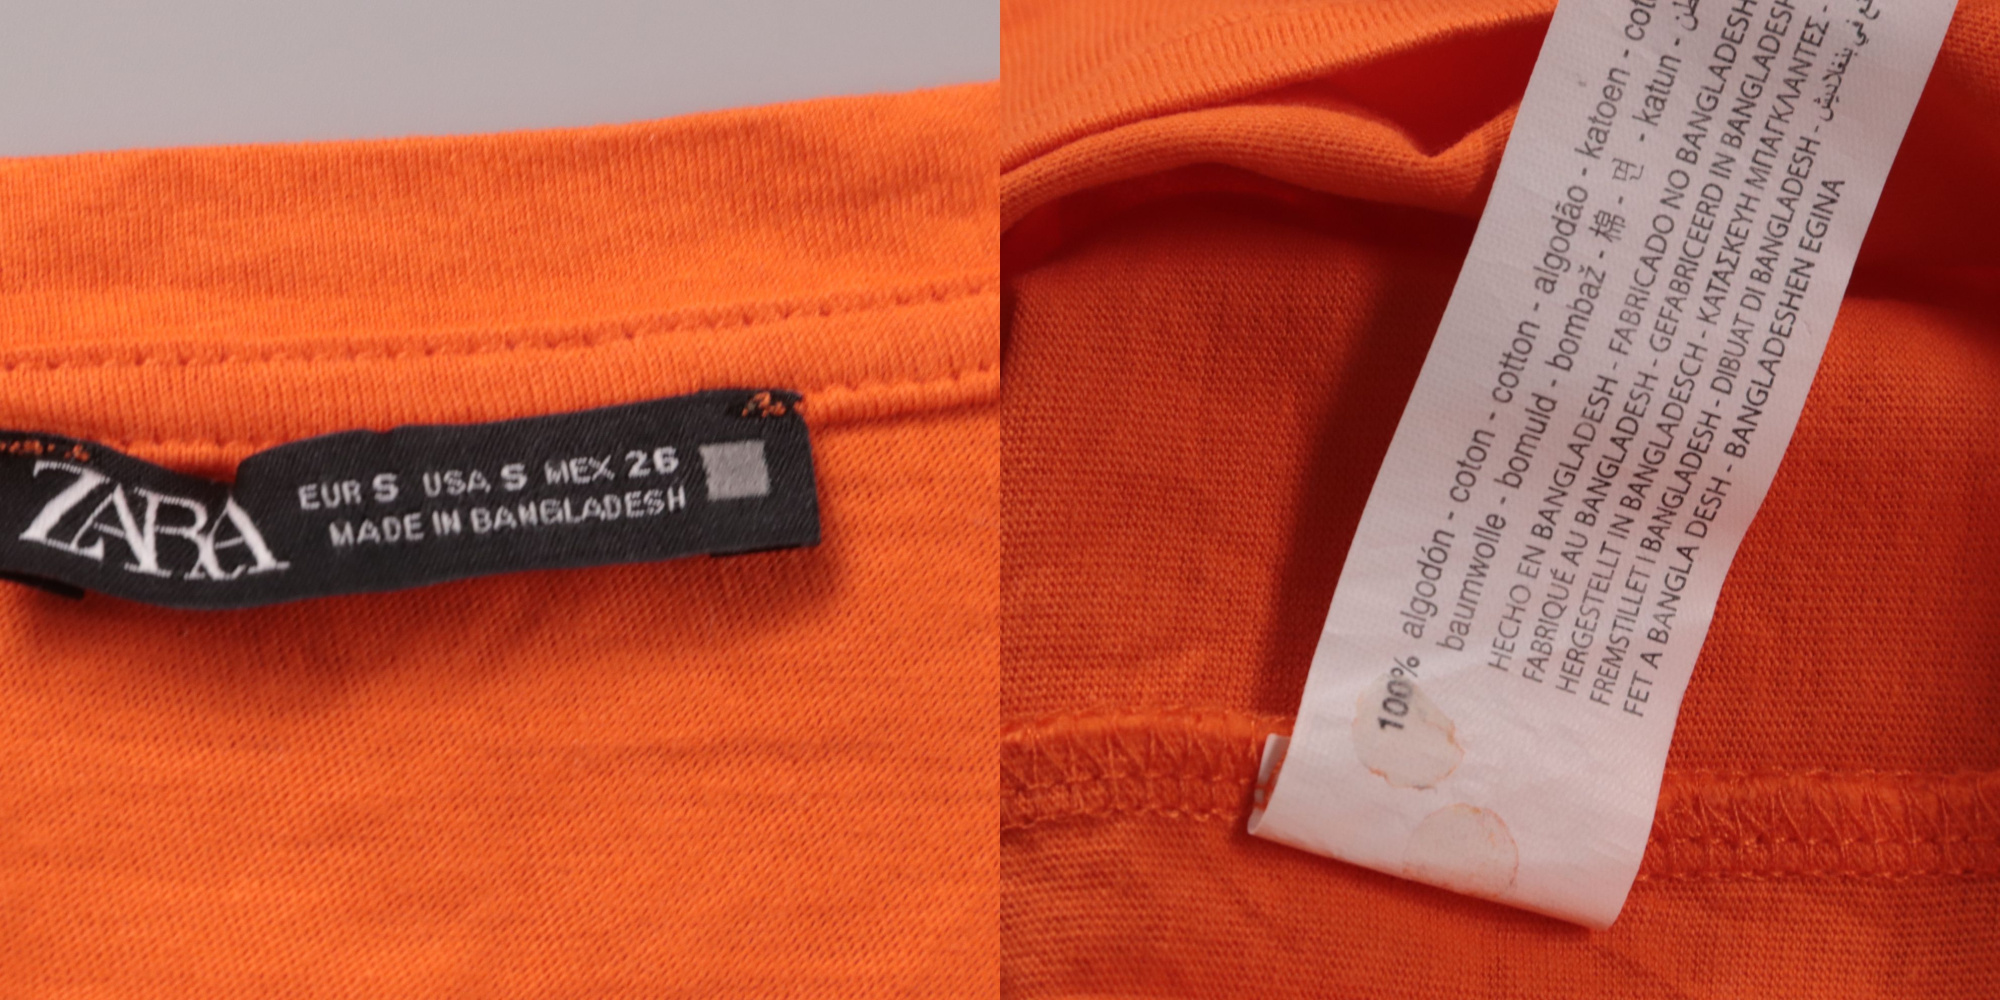 ZARA
EUR S USA S MEX 26
MADE IN BANGLADESH
100% algodón - coton - cotton - algodão - katoen -
baumwolle - bomuld - bombaž - 棉 - 면 - katun -
HECHO EN BANGLADESH - FABRICADO NO BANGLADESH
FABRIQUÉ AU BANGLADESH - GEFABRICEERD IN BANGLADESH
HERGESTELLT IN BANGLADESCH - ΚΑΤΑΣΚΕΥΗ ΜΠΑΓΚΛΑΝΤΕΣ -
FREMSTILLET I BANGLADESH - DIBUAT DI BANGLADESH -
FET A BANGLA DESH - BANGLADESHEN EGINA